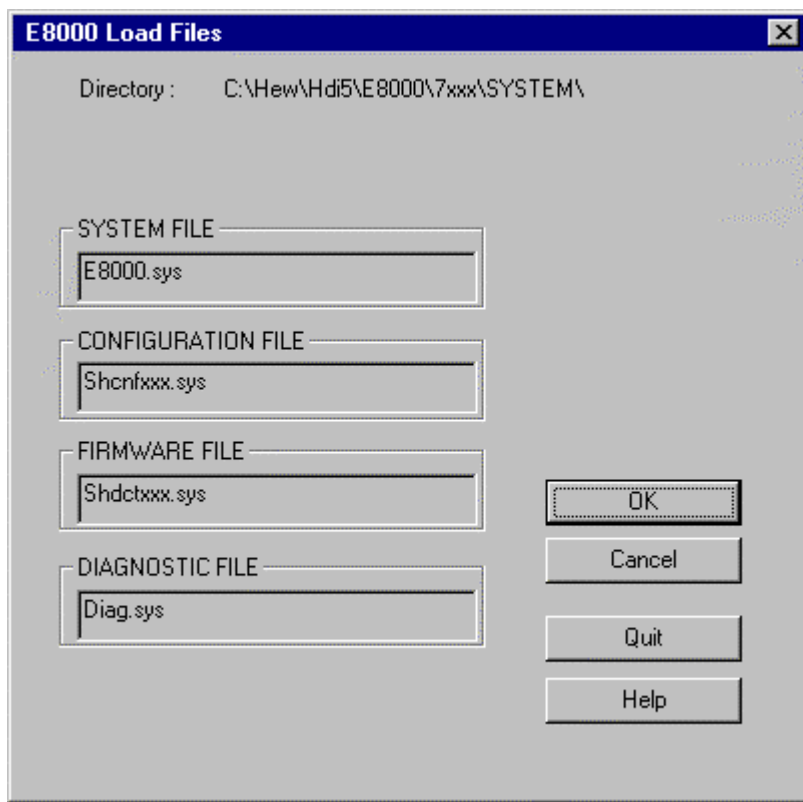 E8000 Load Files
Directory : C:\Hew\Hdi5\E8000\7xxx\SYSTEM\
SYSTEM FILE
E8000.sys
CONFIGURATION FILE
Shcnfxxx.sys
FIRMWARE FILE
Shdctxxx.sys
OK
DIAGNOSTIC FILE
Cancel
Diag.sys
Quit
Help